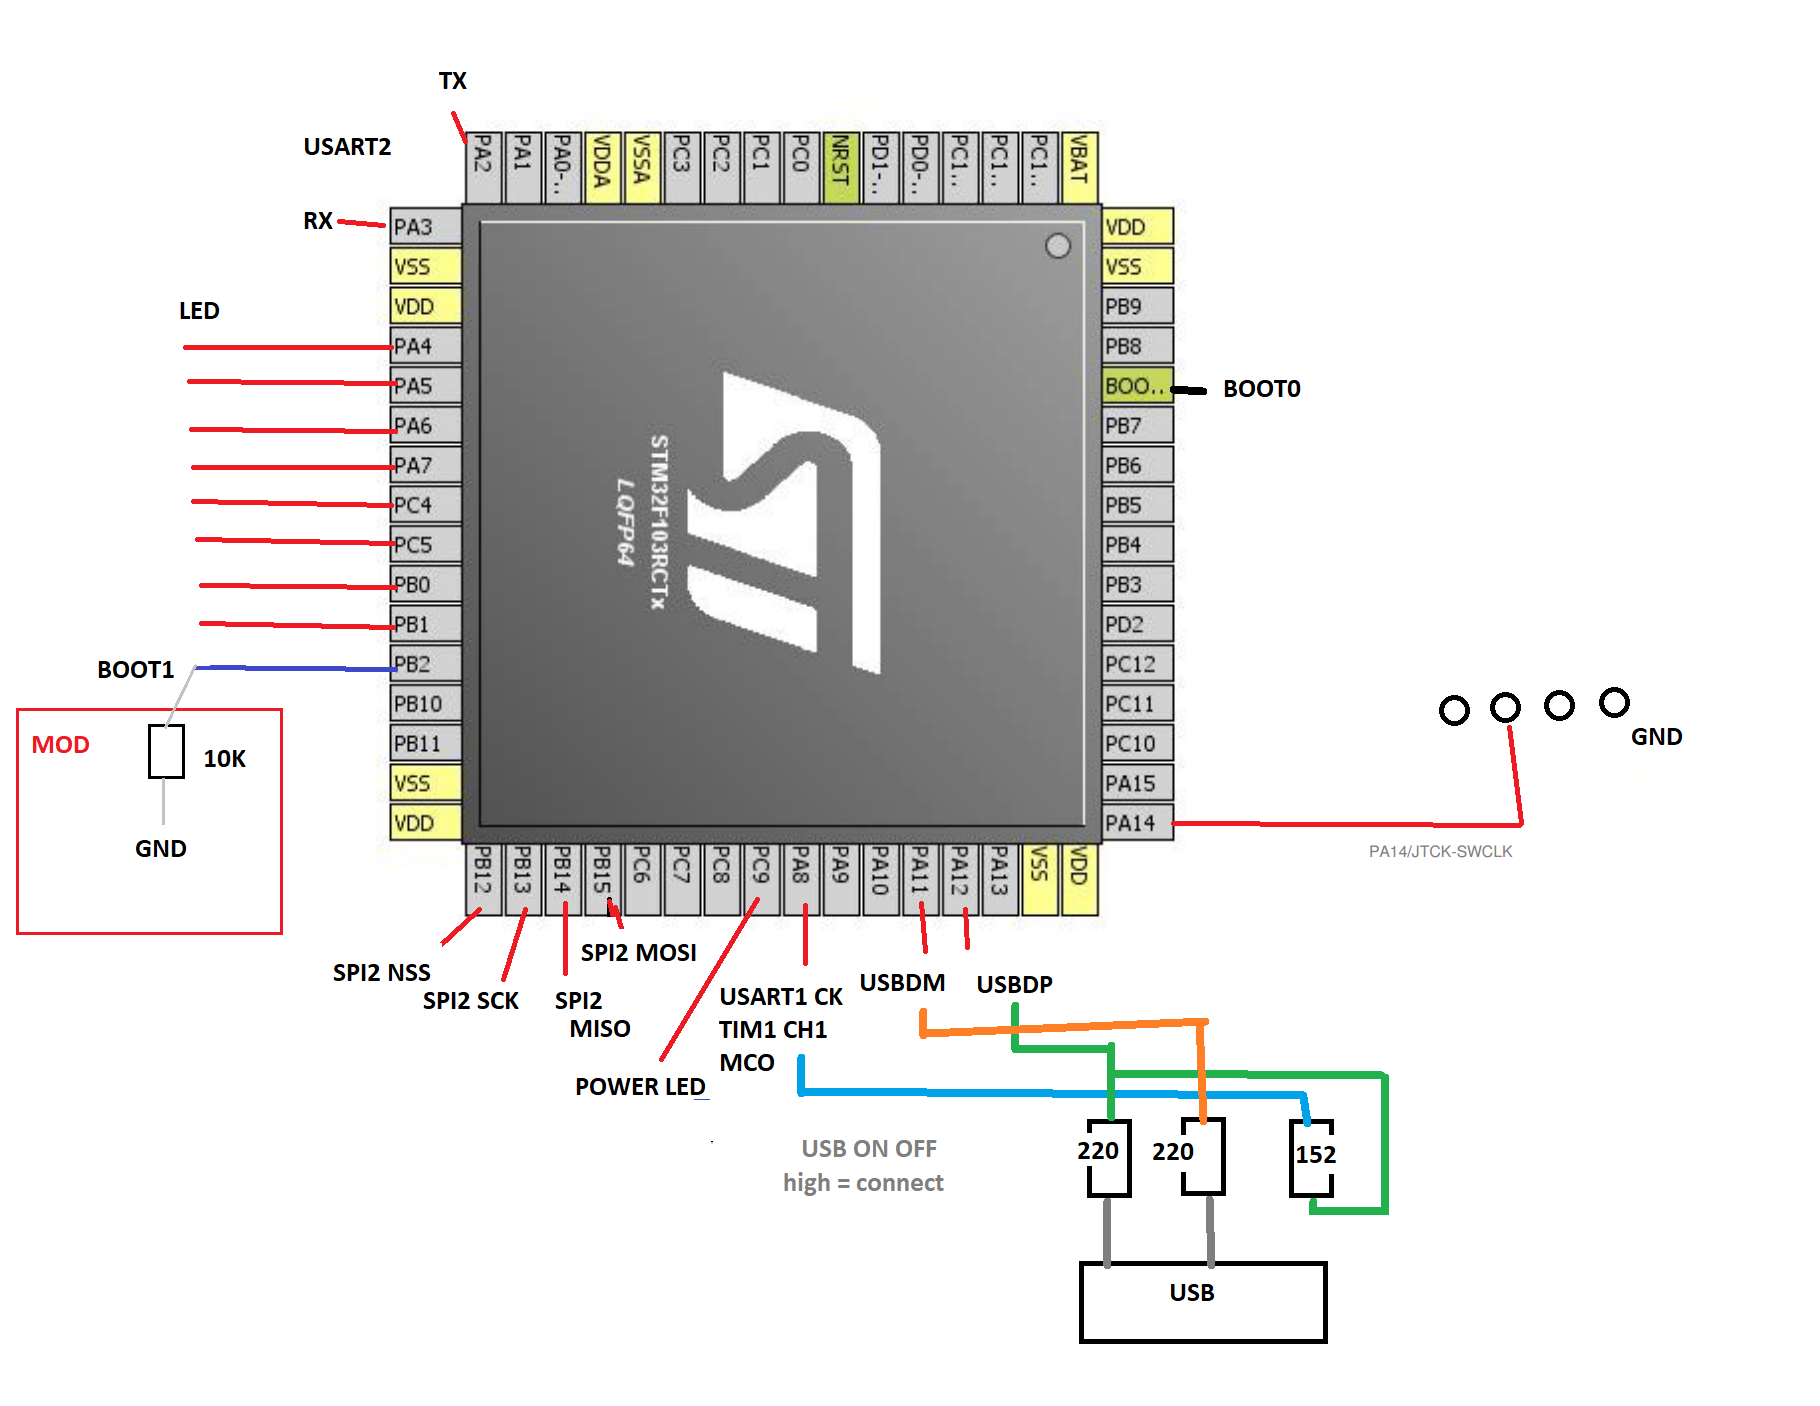 TX
USART2
PA2
PA1
PA0-..
VDDA
VSSA
PC3
PC2
PC1
PC0
NRST
PD1-..
PD0-..
PC1...
PC1...
PC1...
VBAT
RX
PA3
VSS
VDD
LED
PA4
PA5
PA6
PA7
PC4
PC5
PB0
PB1
BOOT1
PB2
PB10
PB11
VSS
VDD
MOD
10K
GND
STM32F103RCTx
LQFP64
VDD
VSS
PB9
PB8
BOO..
BOOT0
PB7
PB6
PB5
PB4
PB3
PD2
PC12
PC11
PC10
PA15
PA14
GND
PA14/JTCK-SWCLK
PB12
PB13
PB14
PB15
PC6
PC7
PC8
PC9
PA8
PA9
PA10
PA11
PA12
PA13
VSS
VDD
SPI2 NSS
SPI2 SCK
SPI2
MISO
SPI2 MOSI
POWER LED
USART1 CK
TIM1 CH1
MCO
USBDM
USBDP
USB ON OFF
high = connect
220
220
152
USB